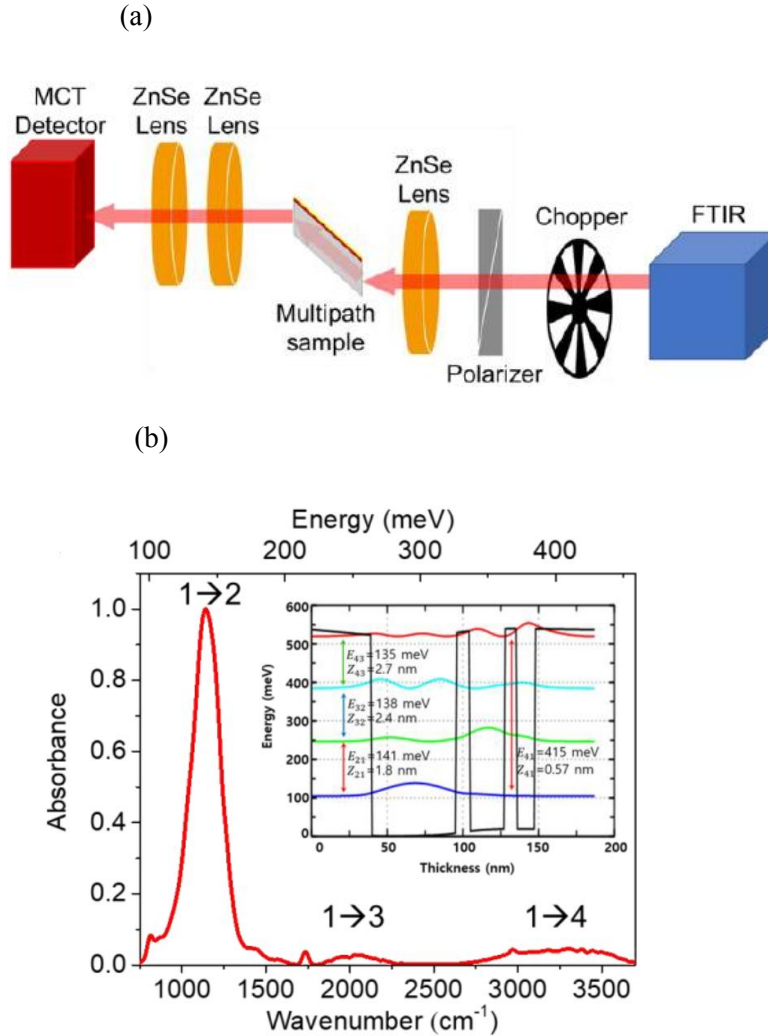 (a)
MCT
Detector
ZnSe
Lens
ZnSe
Lens
ZnSe
Lens
Multipath
sample
Polarizer
Chopper
FTIR
(b)
Energy (meV)
100 200 300 400
Absorbance
1.0
0.8
0.6
0.4
0.2
0.0
1→2
1→3
1→4
Energy (meV)
600
500
400
300
200
100
0
E43=135 meV
Z43=2.7 nm
E32=138 meV
Z32=2.4 nm
E21=141 meV
Z21=1.8 nm
E41=415 meV
Z41=0.57 nm
0 50 100 150 200
Thickness (nm)
1000 1500 2000 2500 3000 3500
Wavenumber (cm⁻¹)